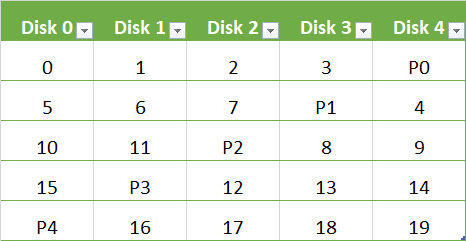 Disk 0 Disk 1 Disk 2 Disk 3 Disk 4
0 1 2 3 P0
5 6 7 P1 4
10 11 P2 8 9
15 P3 12 13 14
P4 16 17 18 19